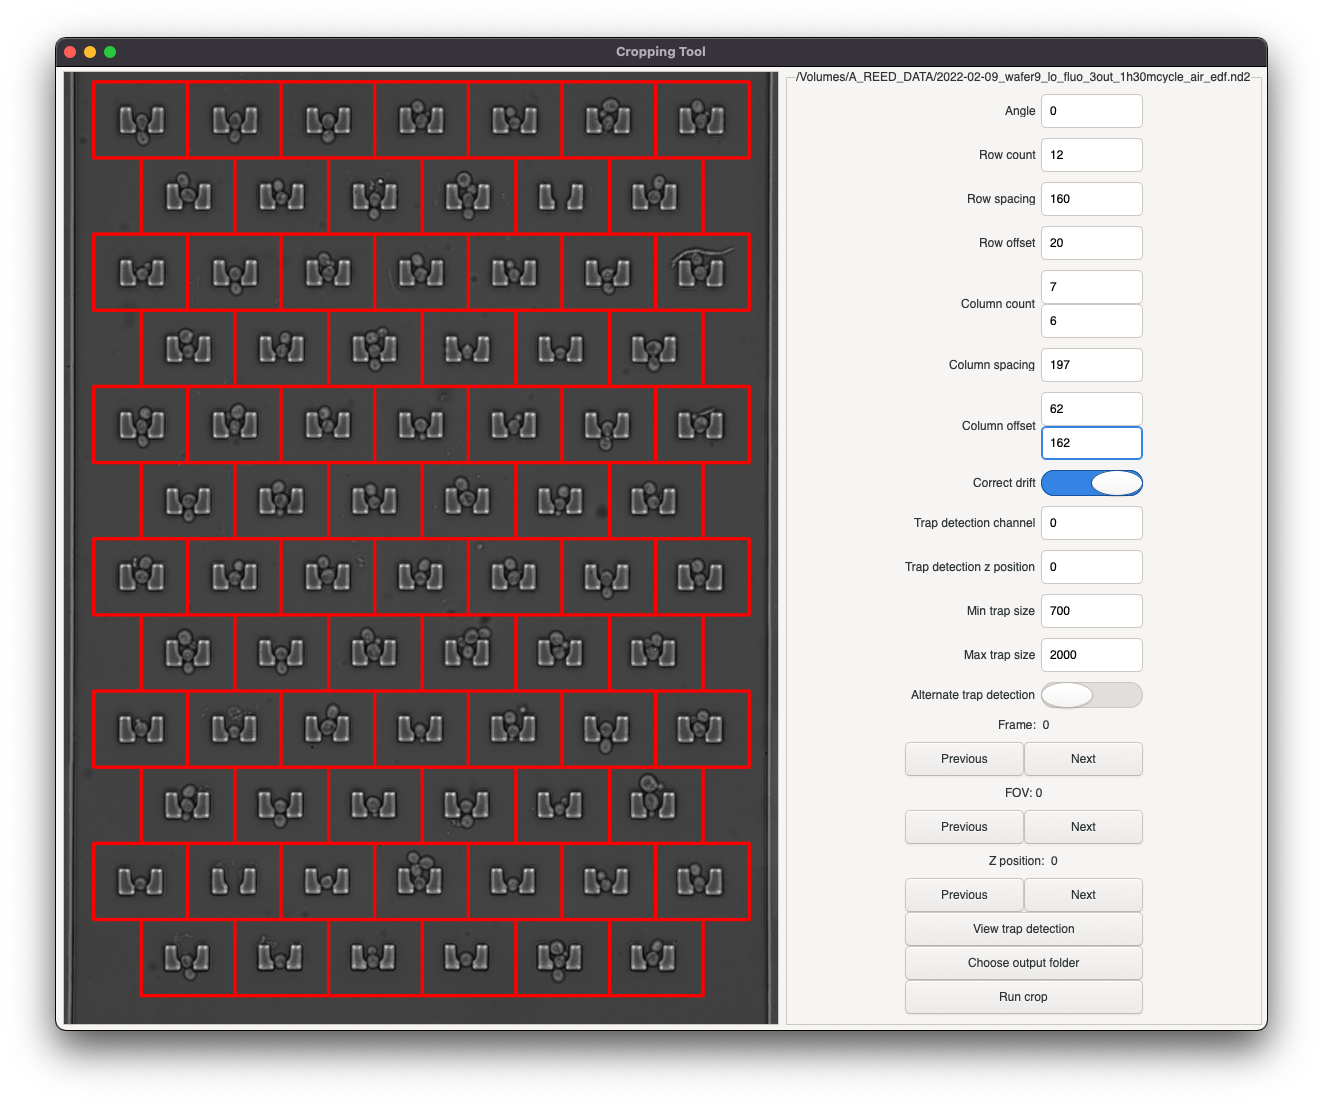 Cropping Tool
/Volumes/A_REED_DATA/2022-02-09_wafer9_lo_fluo_3out_1h30mcycle_air_edf.nd2
Angle 0
Row count 12
Row spacing 160
Row offset 20
Column count 7
6
Column spacing 197
Column offset 62
162
Correct drift
Trap detection channel 0
Trap detection z position 0
Min trap size 700
Max trap size 2000
Alternate trap detection
Frame: 0
Previous Next
FOV: 0
Previous Next
Z position: 0
Previous Next
View trap detection
Choose output folder
Run crop